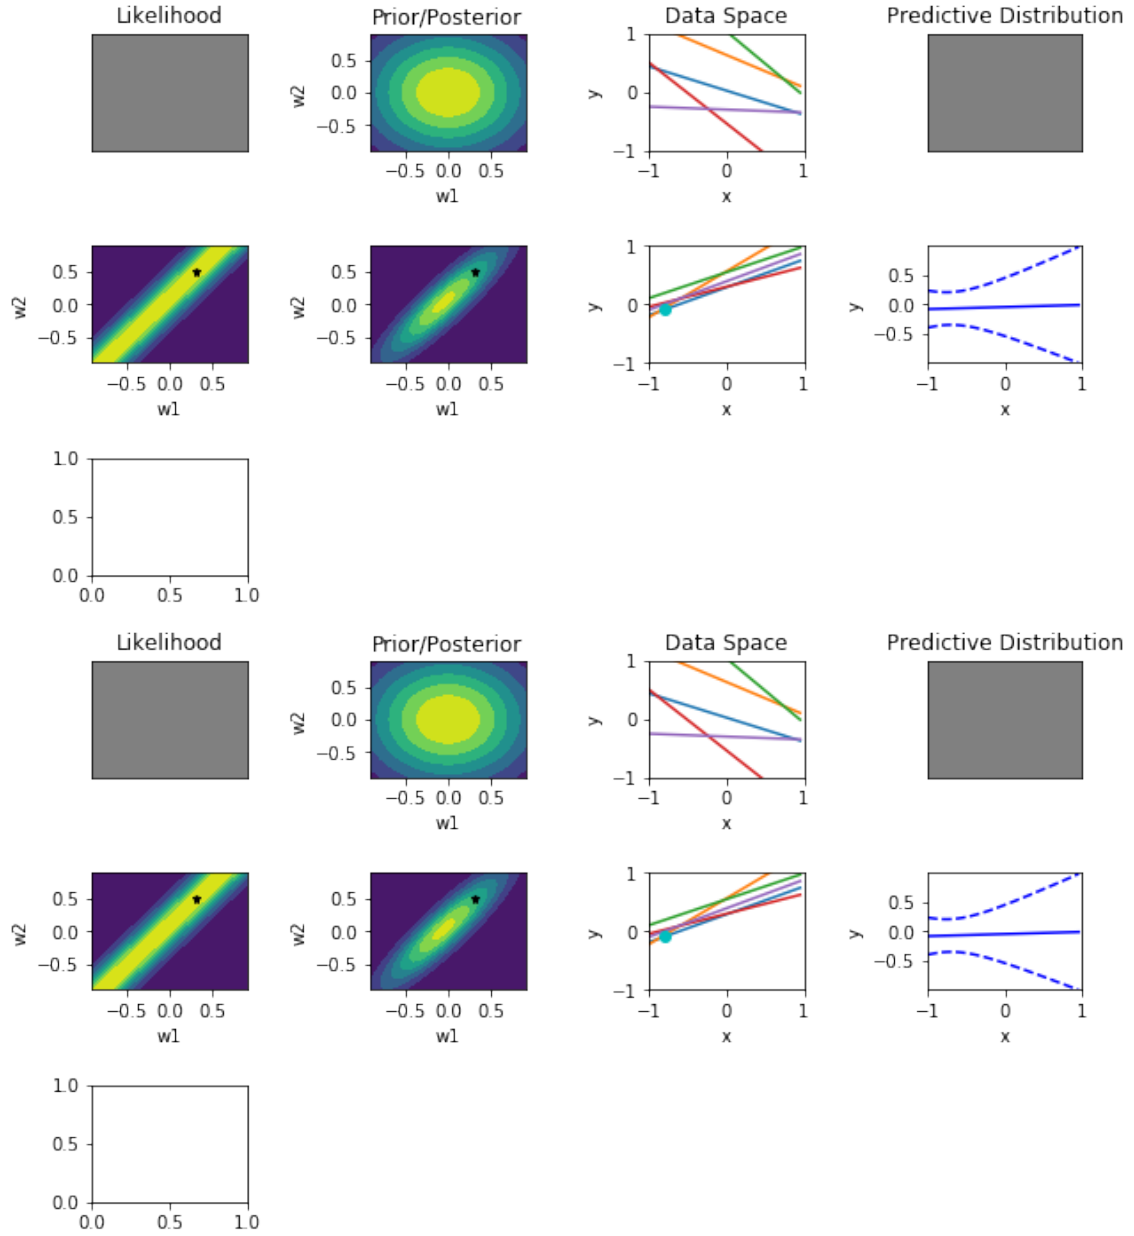 Likelihood Prior/Posterior Data Space Predictive Distribution
w2 0.5 0.0 −0.5 y 1 0 −1
−0.5 0.0 0.5 −1 0 1
w1 x
w2 0.5 0.0 −0.5 w2 0.5 0.0 −0.5 y 1 0 −1 y 0.5 0.0 −0.5
−0.5 0.0 0.5 −0.5 0.0 0.5 −1 0 1 −1 0 1
w1 w1 x x
1.0
0.5
0.0
0.0 0.5 1.0
Likelihood Prior/Posterior Data Space Predictive Distribution
w2 0.5 0.0 −0.5 y 1 0 −1
−0.5 0.0 0.5 −1 0 1
w1 x
w2 0.5 0.0 −0.5 w2 0.5 0.0 −0.5 y 1 0 −1 y 0.5 0.0 −0.5
−0.5 0.0 0.5 −0.5 0.0 0.5 −1 0 1 −1 0 1
w1 w1 x x
1.0
0.5
0.0
0.0 0.5 1.0